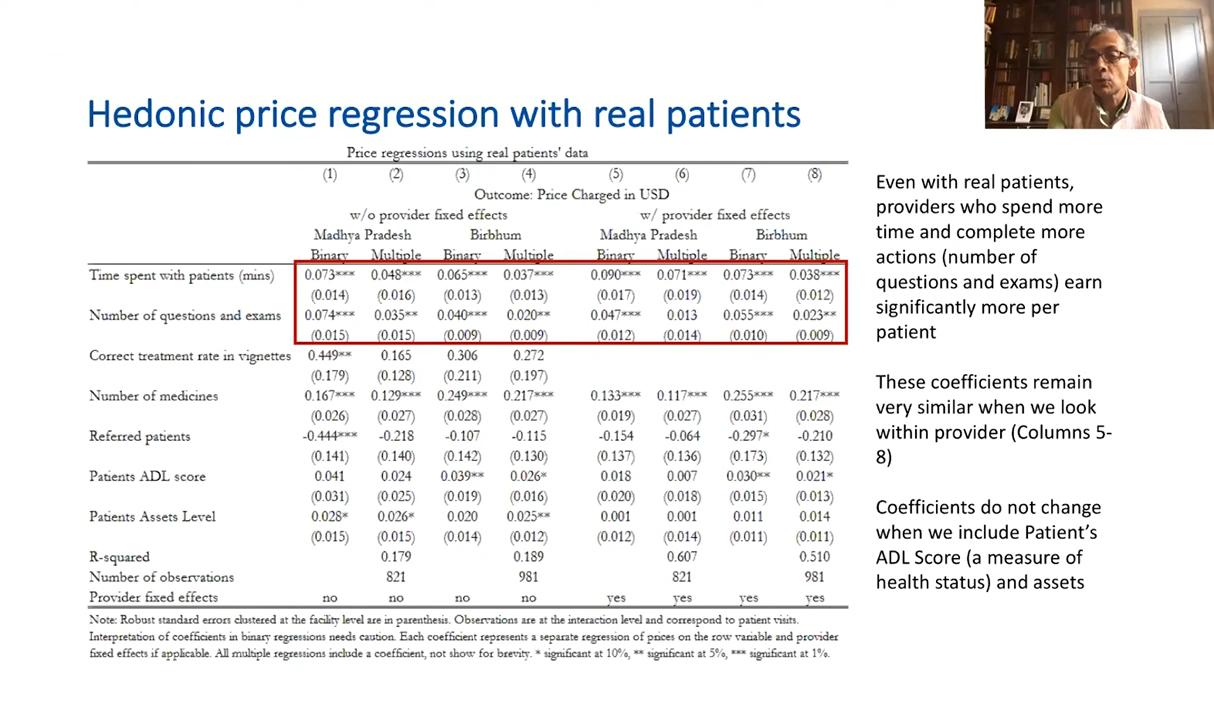 Hedonic price regression with real patients
Price regressions using real patients' data
(1) (2) (3) (4) (5) (6) (7) (8)
Outcome: Price Charged in USD
w/o provider fixed effects w/ provider fixed effects
Madhya Pradesh Birbhum Madhya Pradesh Birbhum
Binary Multiple Binary Multiple Binary Multiple Binary Multiple
Time spent with patients (mins) 0.073*** 0.048*** 0.065*** 0.037*** 0.090*** 0.071*** 0.073*** 0.038***
(0.014) (0.016) (0.013) (0.013) (0.017) (0.019) (0.014) (0.012)
Number of questions and exams 0.074*** 0.035** 0.040*** 0.020** 0.047*** 0.013 0.055*** 0.023**
(0.015) (0.015) (0.009) (0.009) (0.012) (0.014) (0.010) (0.009)
Correct treatment rate in vignettes 0.449** 0.165 0.306 0.272
(0.179) (0.128) (0.211) (0.197)
Number of medicines 0.167*** 0.129*** 0.249*** 0.217*** 0.133*** 0.117*** 0.255*** 0.217***
(0.026) (0.027) (0.028) (0.027) (0.019) (0.027) (0.031) (0.028)
Referred patients -0.444*** -0.218 -0.107 -0.115 -0.154 -0.064 -0.297* -0.210
(0.141) (0.140) (0.142) (0.130) (0.137) (0.136) (0.173) (0.132)
Patients ADL score 0.041 0.024 0.039** 0.026* 0.018 0.007 0.030** 0.021*
(0.031) (0.025) (0.019) (0.016) (0.020) (0.018) (0.015) (0.013)
Patients Assets Level 0.028* 0.026* 0.020 0.025** 0.001 0.001 0.011 0.014
(0.015) (0.015) (0.014) (0.012) (0.012) (0.014) (0.011) (0.011)
R-squared 0.179 0.189 0.607 0.510
Number of observations 821 981 821 981
Provider fixed effects no no no no yes yes yes yes
Note: Robust standard errors clustered at the facility level are in parenthesis. Observations are at the interaction level and correspond to patient visits.
Interpretation of coefficients in binary regressions needs caution. Each coefficient represents a separate regression of prices on the row variable and provider
fixed effects if applicable. All multiple regressions include a coefficient, not show for brevity. * significant at 10%, ** significant at 5%, *** significant at 1%.
Even with real patients,
providers who spend more
time and complete more
actions (number of
questions and exams) earn
significantly more per
patient
These coefficients remain
very similar when we look
within provider (Columns 5-
8)
Coefficients do not change
when we include Patient's
ADL Score (a measure of
health status) and assets